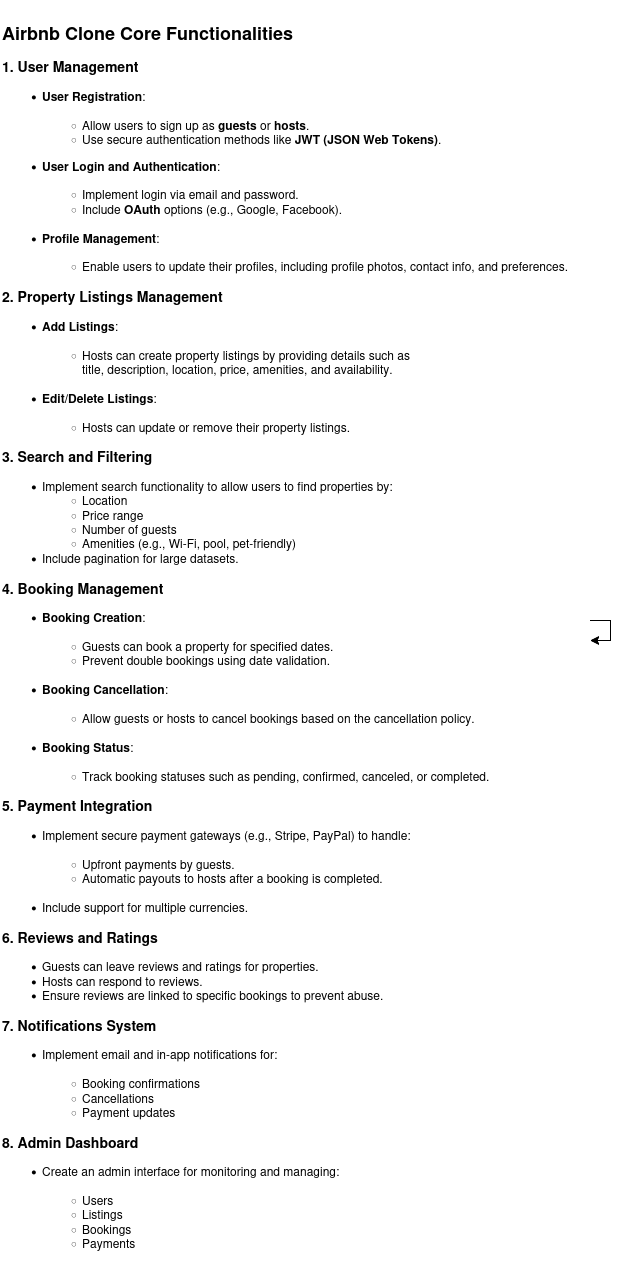 Airbnb Clone Core Functionalities
1. User Management
• User Registration:
○ Allow users to sign up as guests or hosts.
○ Use secure authentication methods like JWT (JSON Web Tokens).
• User Login and Authentication:
○ Implement login via email and password.
○ Include OAuth options (e.g., Google, Facebook).
• Profile Management:
○ Enable users to update their profiles, including profile photos, contact info, and preferences.
2. Property Listings Management
• Add Listings:
○ Hosts can create property listings by providing details such as
title, description, location, price, amenities, and availability.
• Edit/Delete Listings:
○ Hosts can update or remove their property listings.
3. Search and Filtering
• Implement search functionality to allow users to find properties by:
○ Location
○ Price range
○ Number of guests
○ Amenities (e.g., Wi-Fi, pool, pet-friendly)
• Include pagination for large datasets.
4. Booking Management
• Booking Creation:
○ Guests can book a property for specified dates.
○ Prevent double bookings using date validation.
• Booking Cancellation:
○ Allow guests or hosts to cancel bookings based on the cancellation policy.
• Booking Status:
○ Track booking statuses such as pending, confirmed, canceled, or completed.
5. Payment Integration
• Implement secure payment gateways (e.g., Stripe, PayPal) to handle:
○ Upfront payments by guests.
○ Automatic payouts to hosts after a booking is completed.
• Include support for multiple currencies.
6. Reviews and Ratings
• Guests can leave reviews and ratings for properties.
• Hosts can respond to reviews.
• Ensure reviews are linked to specific bookings to prevent abuse.
7. Notifications System
• Implement email and in-app notifications for:
○ Booking confirmations
○ Cancellations
○ Payment updates
8. Admin Dashboard
• Create an admin interface for monitoring and managing:
○ Users
○ Listings
○ Bookings
○ Payments